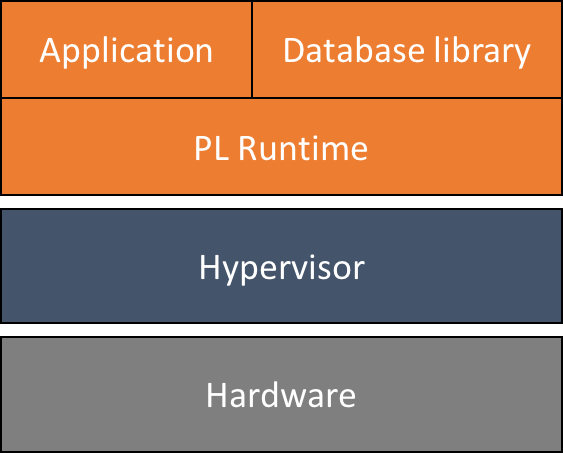 Application
Database library
PL Runtime
Hypervisor
Hardware